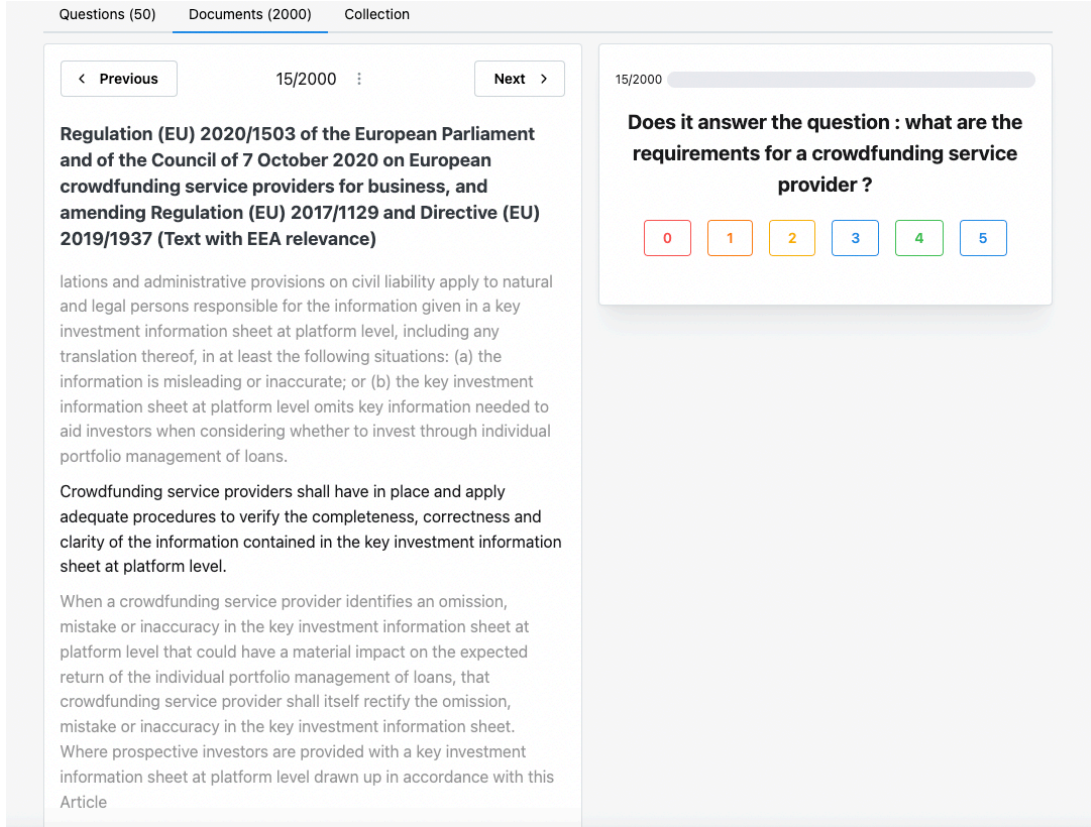 Questions (50) Documents (2000) Collection
Previous 15/2000 Next
Regulation (EU) 2020/1503 of the European Parliament
and of the Council of 7 October 2020 on European
crowdfunding service providers for business, and
amending Regulation (EU) 2017/1129 and Directive (EU)
2019/1937 (Text with EEA relevance)
lations and administrative provisions on civil liability apply to natural
and legal persons responsible for the information given in a key
investment information sheet at platform level, including any
translation thereof, in at least the following situations: (a) the
information is misleading or inaccurate; or (b) the key investment
information sheet at platform level omits key information needed to
aid investors when considering whether to invest through individual
portfolio management of loans.
Crowdfunding service providers shall have in place and apply
adequate procedures to verify the completeness, correctness and
clarity of the information contained in the key investment information
sheet at platform level.
When a crowdfunding service provider identifies an omission,
mistake or inaccuracy in the key investment information sheet at
platform level that could have a material impact on the expected
return of the individual portfolio management of loans, that
crowdfunding service provider shall itself rectify the omission,
mistake or inaccuracy in the key investment information sheet.
Where prospective investors are provided with a key investment
information sheet at platform level drawn up in accordance with this
Article
15/2000
Does it answer the question : what are the
requirements for a crowdfunding service
provider ?
0 1 2 3 4 5